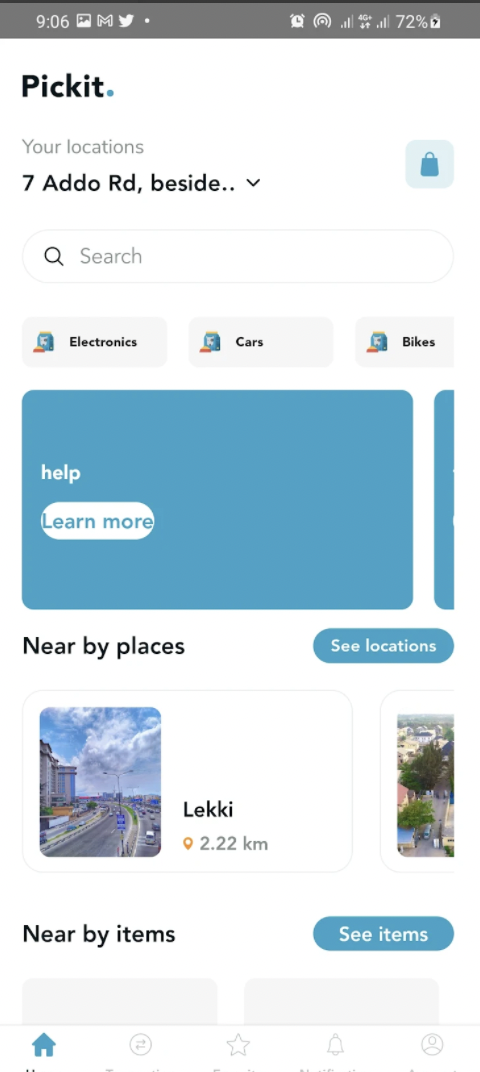 9:06 4G+ 72%
Pickit.
Your locations
7 Addo Rd, beside..
Search
Electronics Cars Bikes
help
Learn more
Near by places See locations
Lekki
2.22 km
Near by items See items